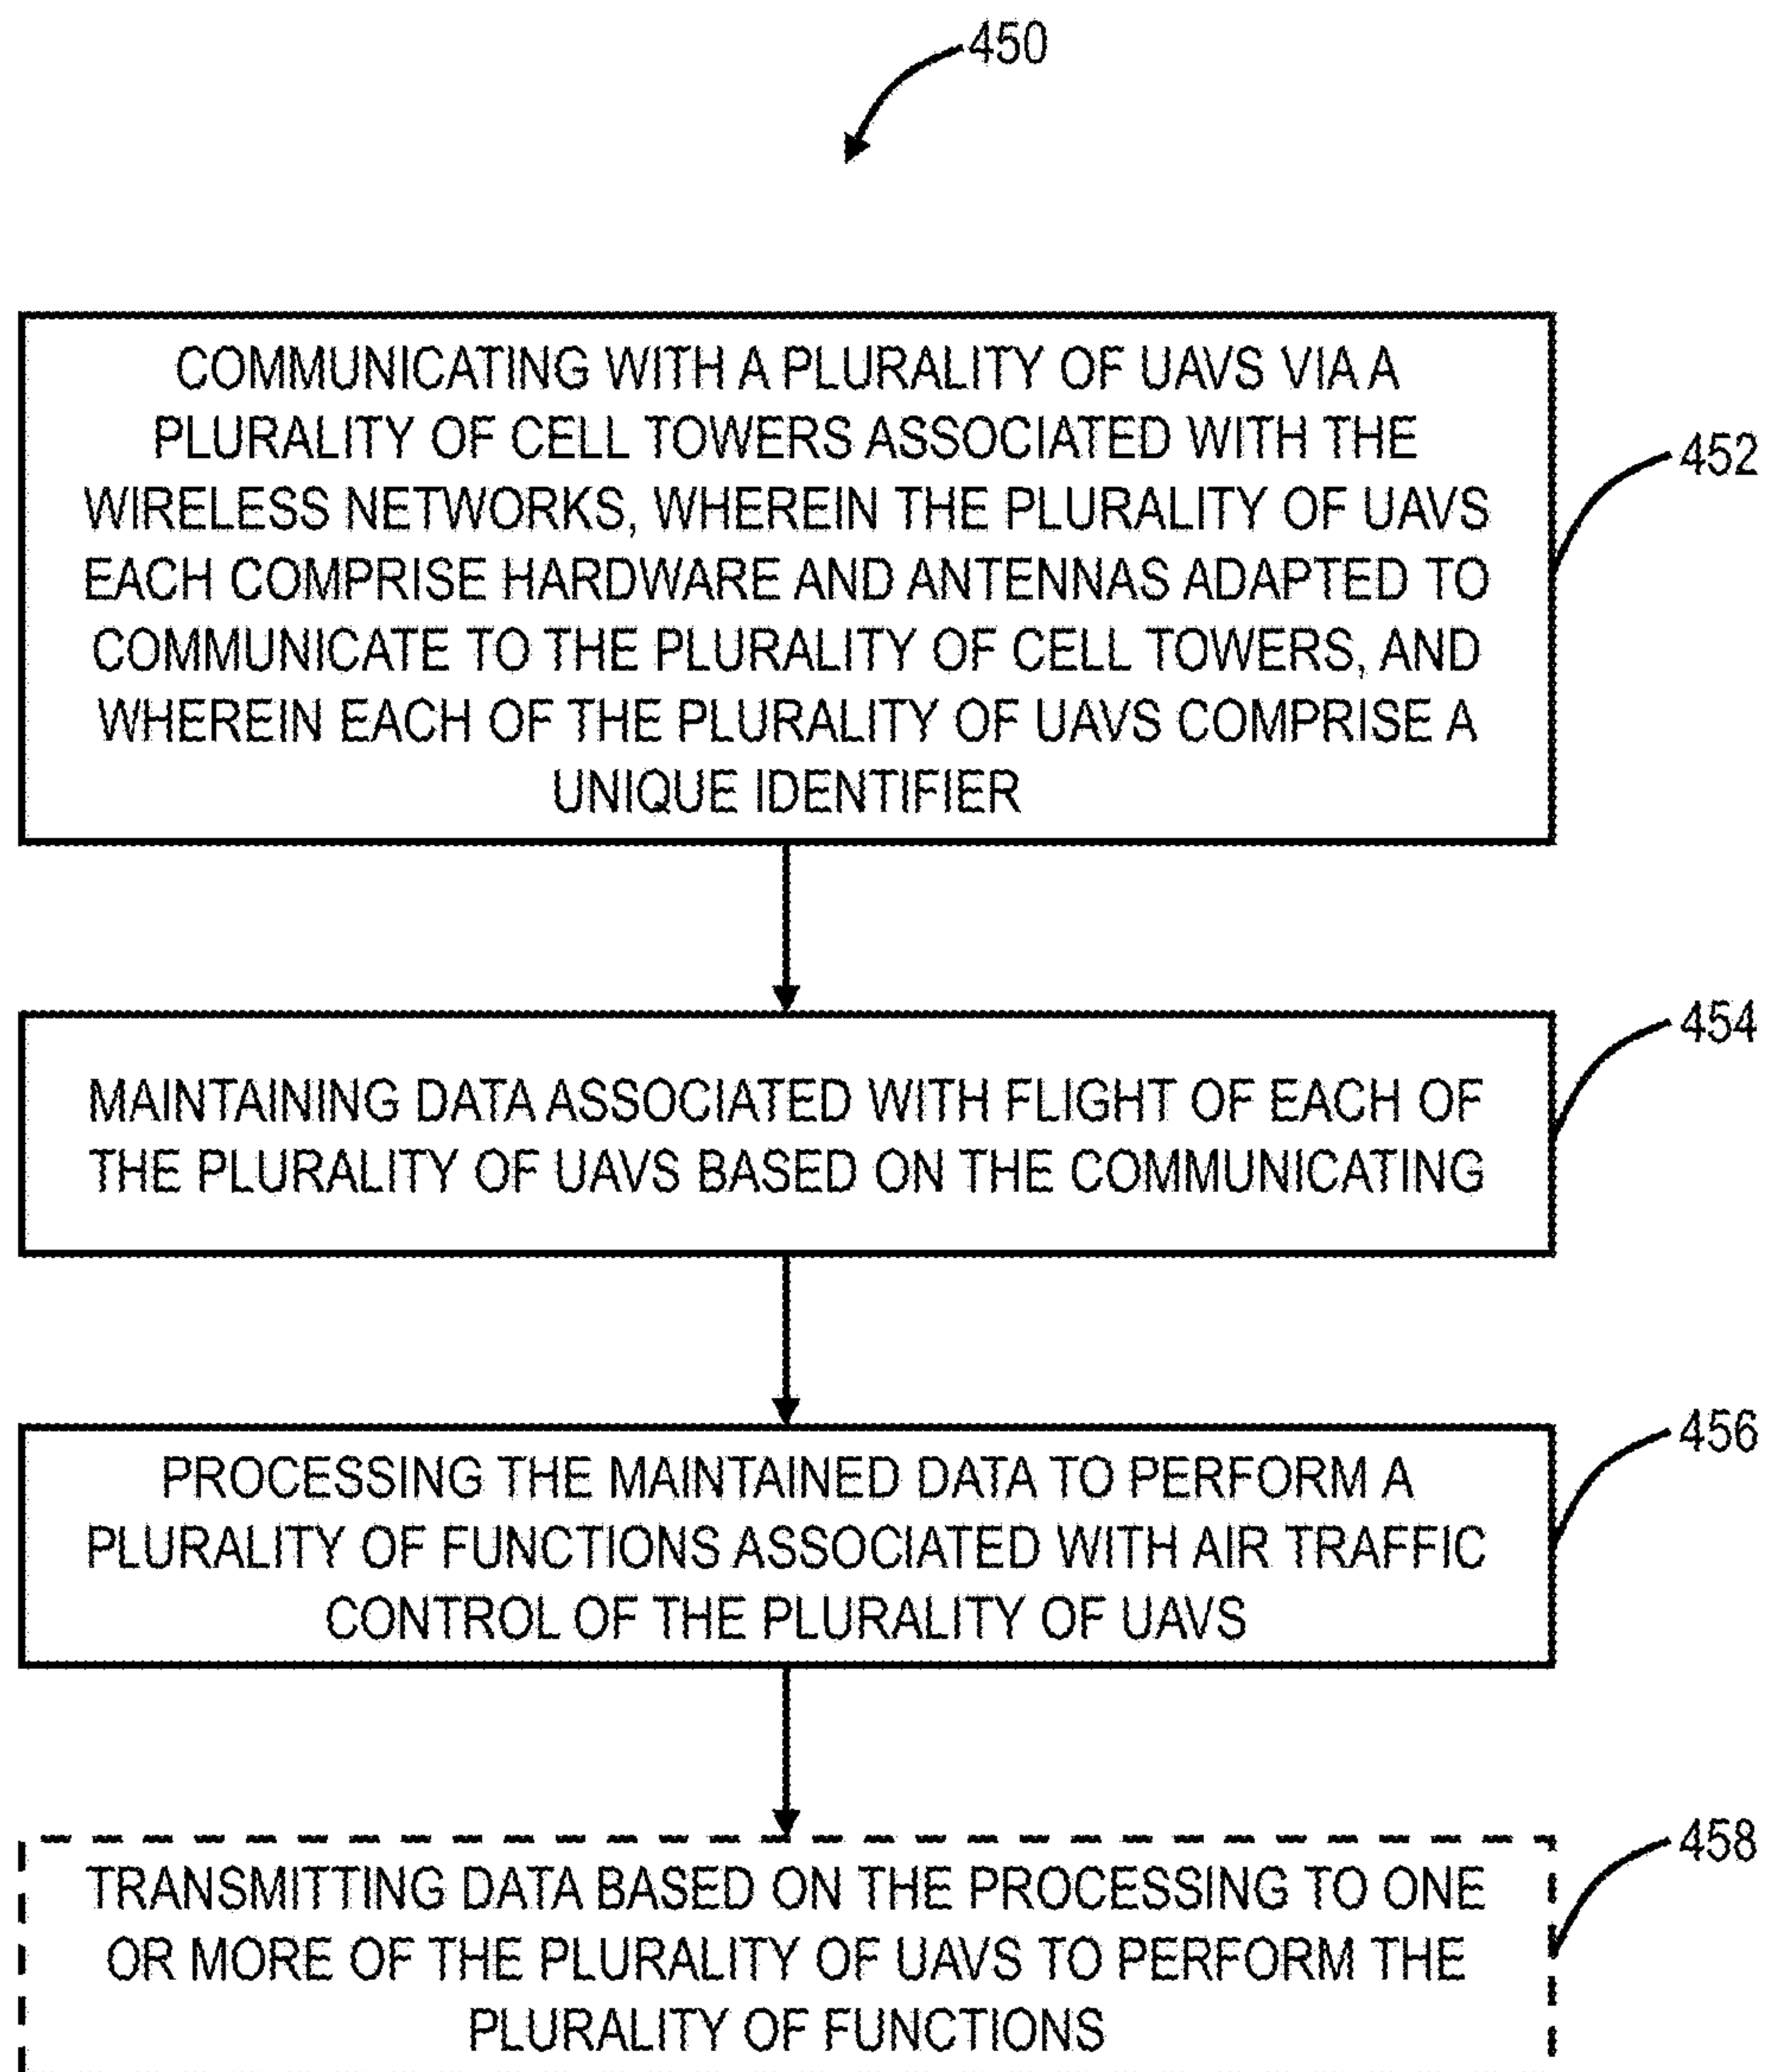 450
COMMUNICATING WITH A PLURALITY OF UAVS VIA A
PLURALITY OF CELL TOWERS ASSOCIATED WITH THE
WIRELESS NETWORKS, WHEREIN THE PLURALITY OF UAVS
EACH COMPRISE HARDWARE AND ANTENNAS ADAPTED TO
COMMUNICATE TO THE PLURALITY OF CELL TOWERS, AND
WHEREIN EACH OF THE PLURALITY OF UAVS COMPRISE A
UNIQUE IDENTIFIER
452
MAINTAINING DATA ASSOCIATED WITH FLIGHT OF EACH OF
THE PLURALITY OF UAVS BASED ON THE COMMUNICATING
454
PROCESSING THE MAINTAINED DATA TO PERFORM A
PLURALITY OF FUNCTIONS ASSOCIATED WITH AIR TRAFFIC
CONTROL OF THE PLURALITY OF UAVS
456
TRANSMITTING DATA BASED ON THE PROCESSING TO ONE
OR MORE OF THE PLURALITY OF UAVS TO PERFORM THE
PLURALITY OF FUNCTIONS
458